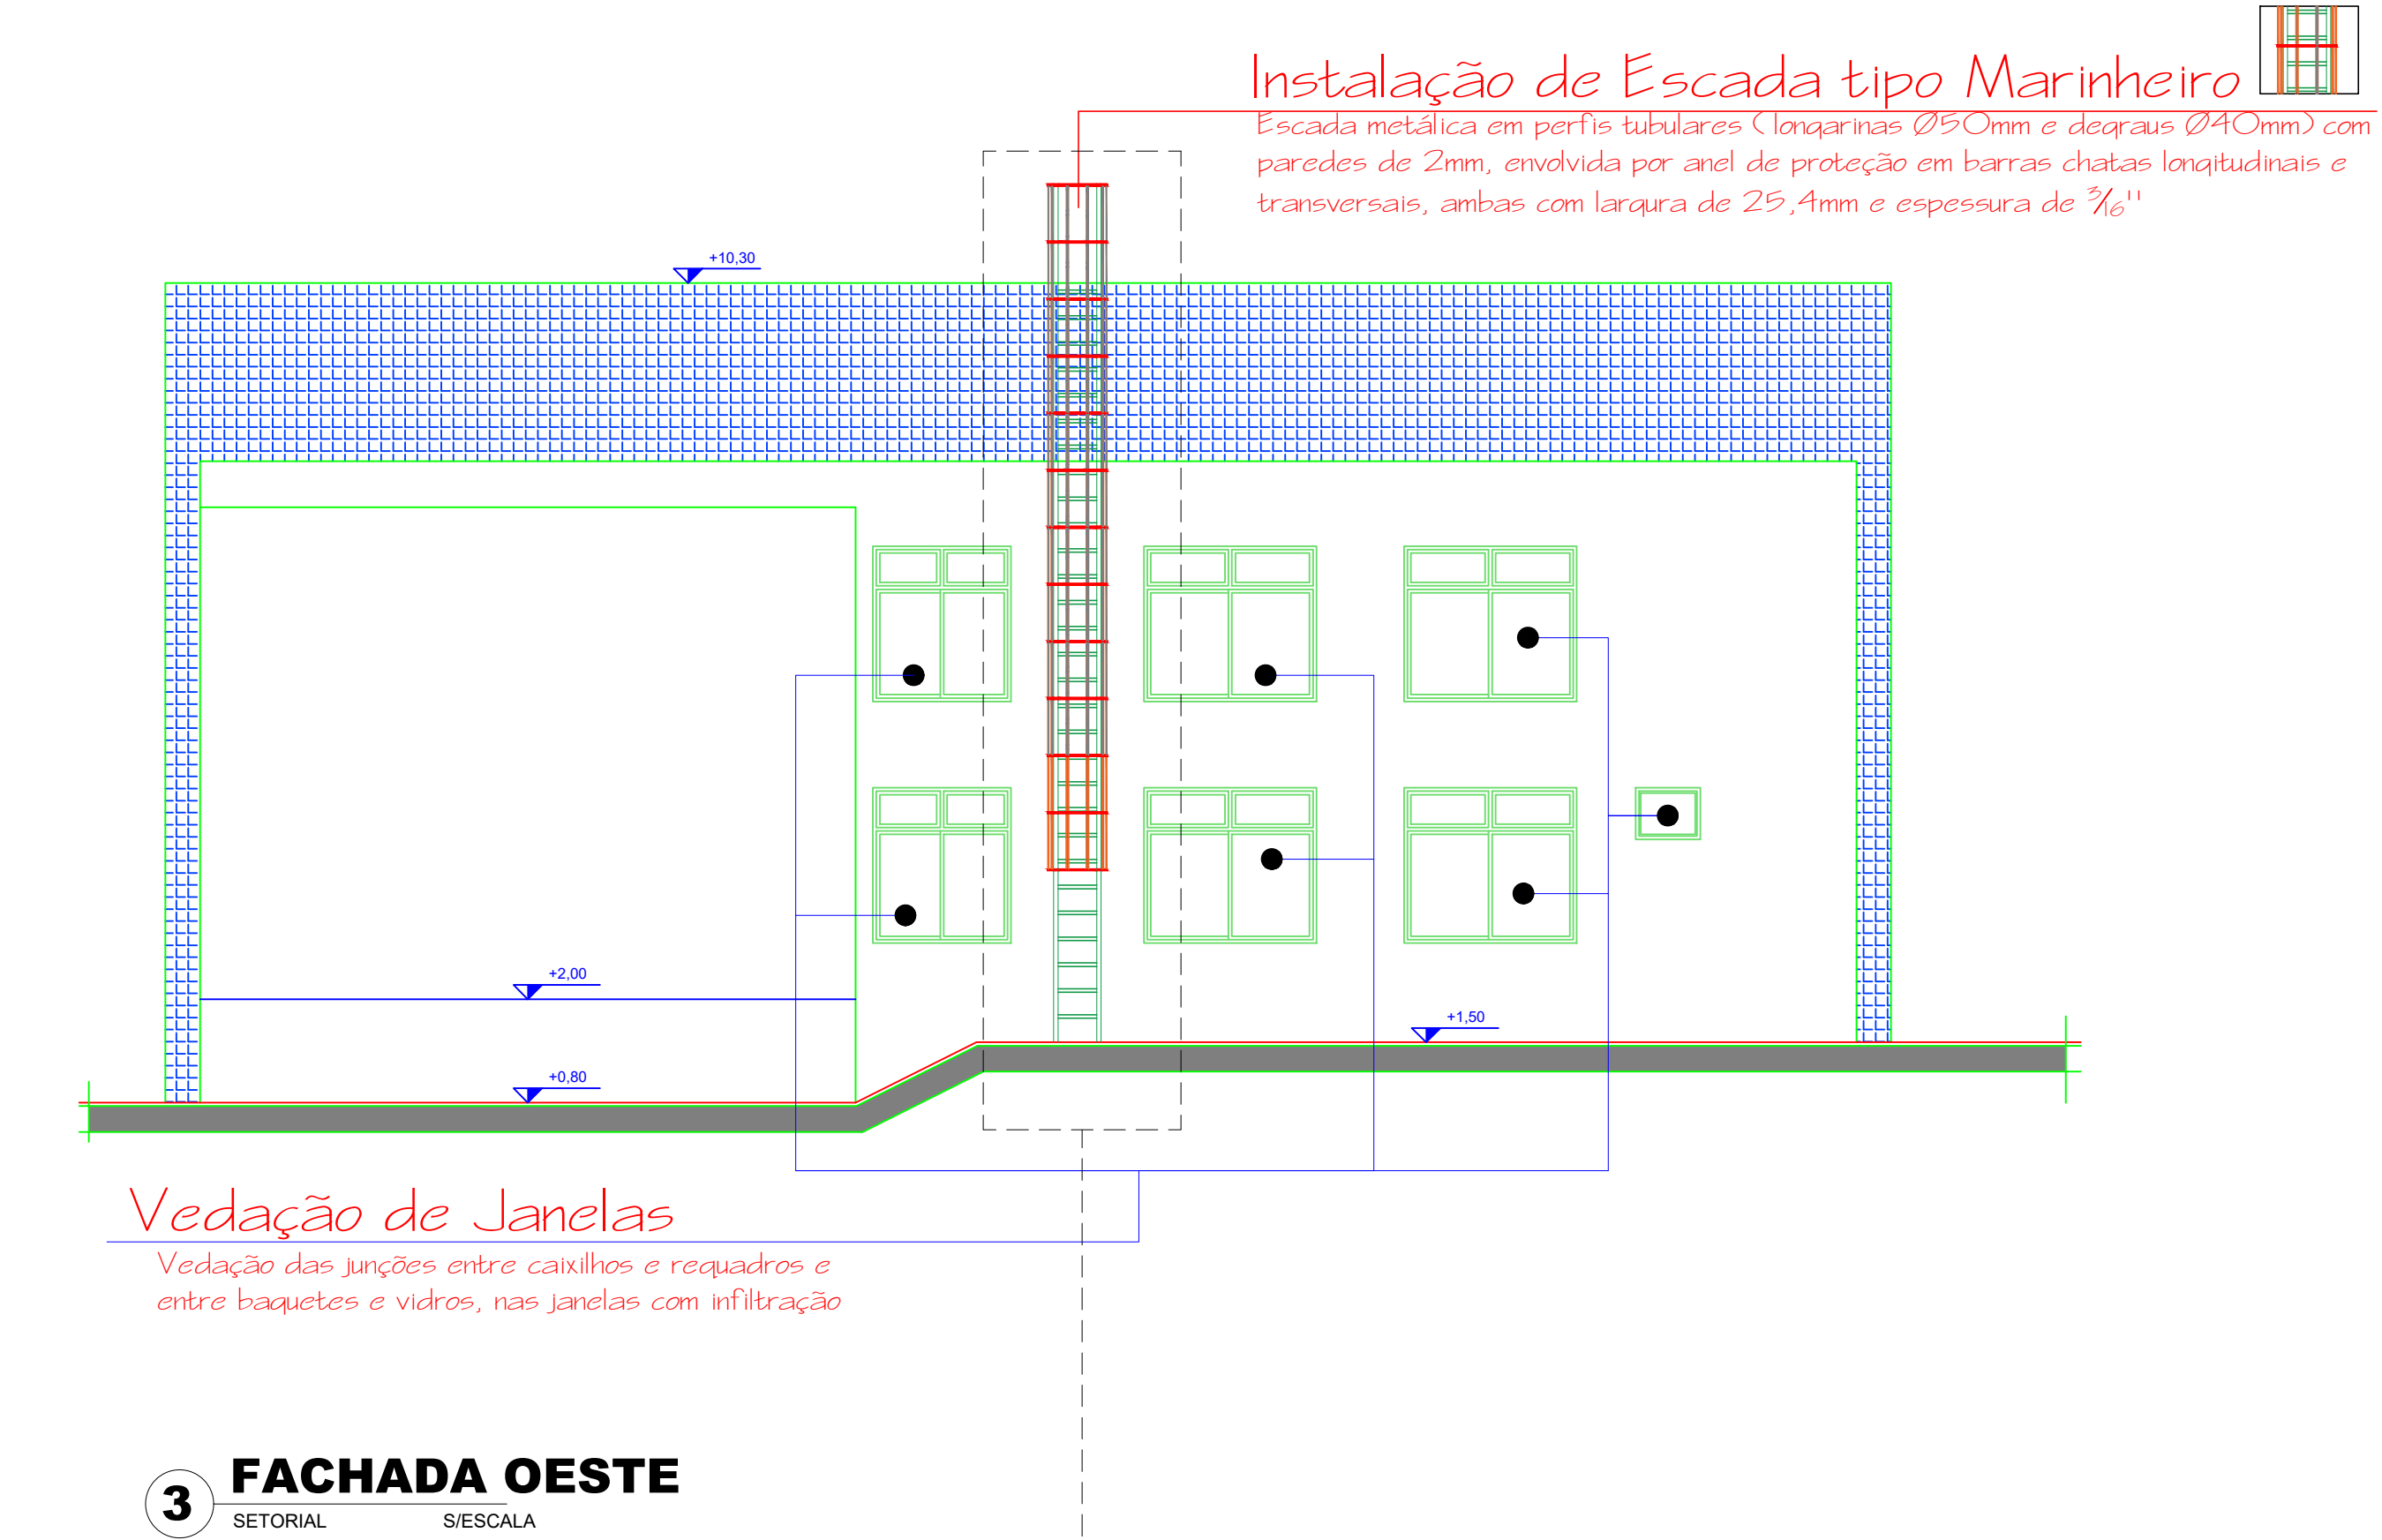 Instalação de Escada tipo Marinheiro
Escada metálica em perfis tubulares (longarinas Ø50mm e degraus Ø40mm) com
paredes de 2mm, envolvida por anel de proteção em barras chatas longitudinais e
transversais, ambas com largura de 25,4mm e espessura de 3/16''
+10,30
+2,00
+1,50
+0,80
Vedação de Janelas
Vedação das junções entre caixilhos e requadros e
entre baquetes e vidros, nas janelas com infiltração
3 FACHADA OESTE
SETORIAL S/ESCALA